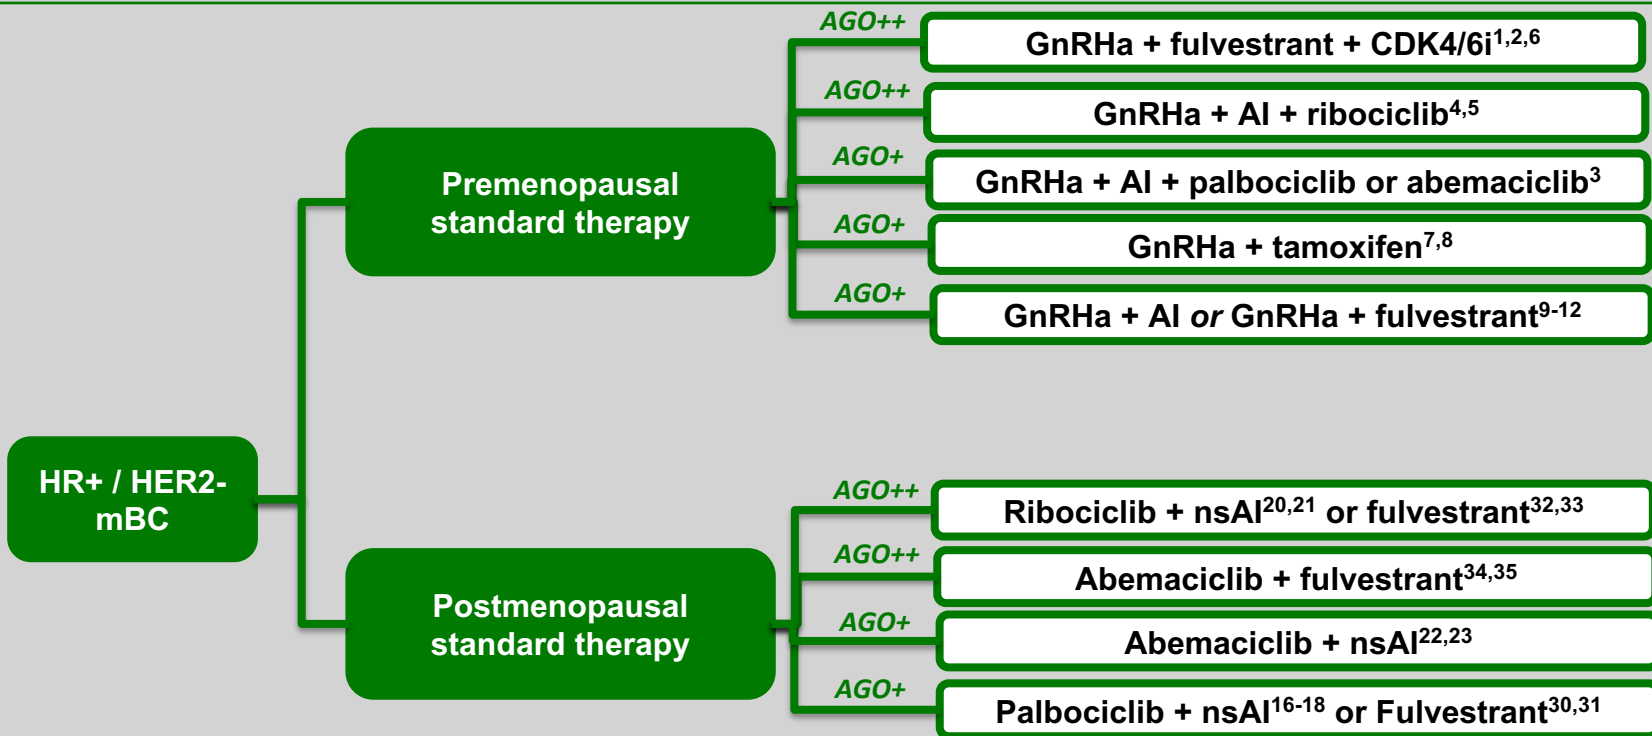 AGO++
GnRHa + fulvestrant + CDK4/6i1,2,6
AGO++
GnRHa + AI + ribociclib4,5
AGO+
GnRHa + AI + palbociclib or abemaciclib3
AGO+
GnRHa + tamoxifen7,8
AGO+
GnRHa + AI or GnRHa + fulvestrant9-12
Premenopausal
standard therapy
HR+ / HER2-
mBC
AGO++
Ribociclib + nsAI20,21 or fulvestrant32,33
AGO++
Abemaciclib + fulvestrant34,35
AGO+
Abemaciclib + nsAI22,23
AGO+
Palbociclib + nsAI16-18 or Fulvestrant30,31
Postmenopausal
standard therapy